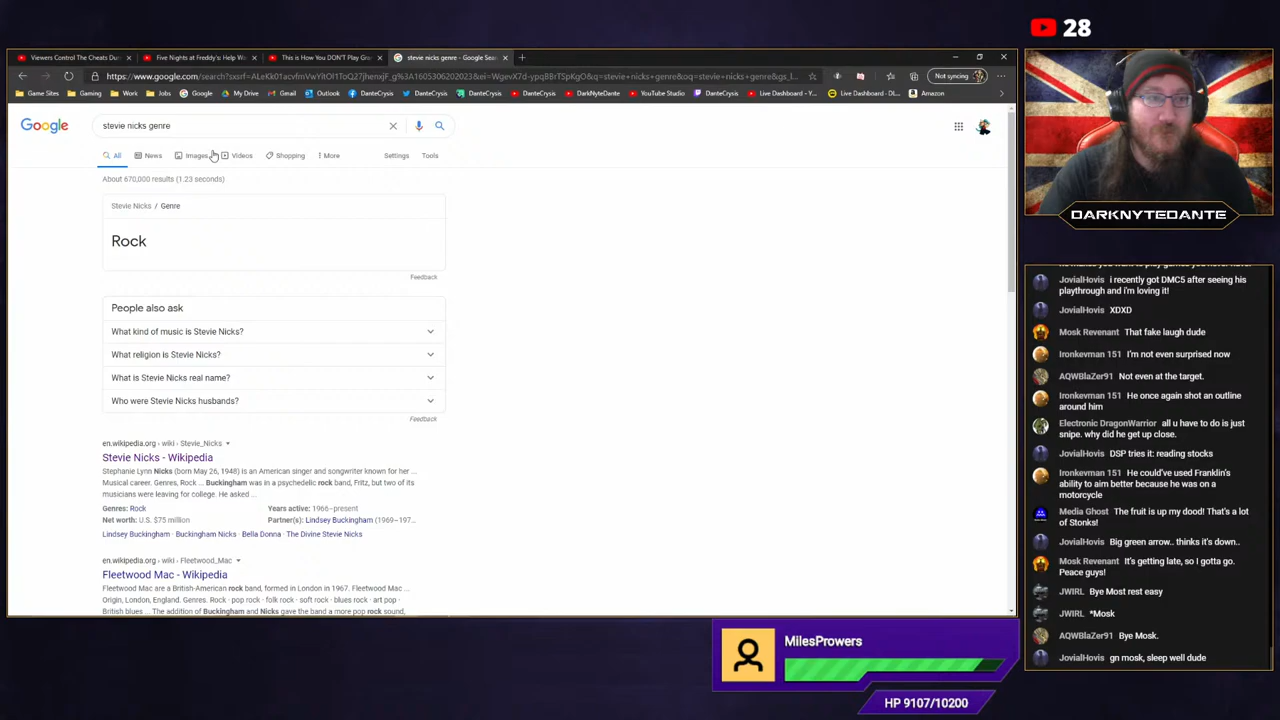 28
Viewers Control The Cheats Du
Five Nights at Freddy's Help Wa
This is How You DON'T Play Gra
stevie nicks genre - Google Sea
Not syncing
Game Sites
Gaming
Work
Jobs
Google
My Drive
Gmail
Outlook
DanteCrysis
DanteCrysis
DanteCrysis
DanteCrysis
DarkNyteDante
YouTube Studio
DanteCrysis
Live Dashboard - Y...
Live Dashboard - DL...
Amazon
Google
stevie nicks genre
All
News
Images
Videos
Shopping
More
Settings
Tools
About 670,000 results (1.23 seconds)
Stevie Nicks / Genre
Rock
Feedback
People also ask
What kind of music is Stevie Nicks?
What religion is Stevie Nicks?
What is Stevie Nicks real name?
Who were Stevie Nicks husbands?
Feedback
en.wikipedia.org › wiki › Stevie_Nicks
Stevie Nicks - Wikipedia
Stephanie Lynn Nicks (born May 26, 1948) is an American singer and songwriter known for her ...
Musical career. Genres, Rock ... Buckingham was in a psychedelic rock band, Fritz, but two of its
musicians were leaving for college. He asked ...
Genres: Rock
Years active: 1966–present
Net worth: U.S. $75 million
Partner(s): Lindsey Buckingham (1969–197...
Lindsey Buckingham · Buckingham Nicks · Bella Donna · The Divine Stevie Nicks
en.wikipedia.org › wiki › Fleetwood_Mac
Fleetwood Mac - Wikipedia
Fleetwood Mac are a British-American rock band, formed in London in 1967. Fleetwood Mac ...
Origin, London, England. Genres. Rock · pop rock · folk rock · soft rock · blues rock · art pop ·
British blues ... The addition of Buckingham and Nicks gave the band a more pop rock sound,
DARKNYTEDANTE
JovialHovis i recently got DMC5 after seeing his
playthrough and i'm loving it!
JovialHovis XDXD
Mosk Revenant That fake laugh dude
Ironkevman 151 I'm not even surprised now
AQWBlaZer91 Not even at the target.
Ironkevman 151 He once again shot an outline
around him
Electronic DragonWarrior all u have to do is just
snipe. why did he get up close.
JovialHovis DSP tries it: reading stocks
Ironkevman 151 He could've used Franklin's
ability to aim better because he was on a
motorcycle
Media Ghost The fruit is up my dood! That's a lot
of Stonks!
JovialHovis Big green arrow.. thinks it's down..
Mosk Revenant It's getting late, so I gotta go.
Peace guys!
JWIRL Bye Most rest easy
JWIRL *Mosk
AQWBlaZer91 Bye Mosk.
JovialHovis gn mosk, sleep well dude
MilesProwers
HP 9107/10200